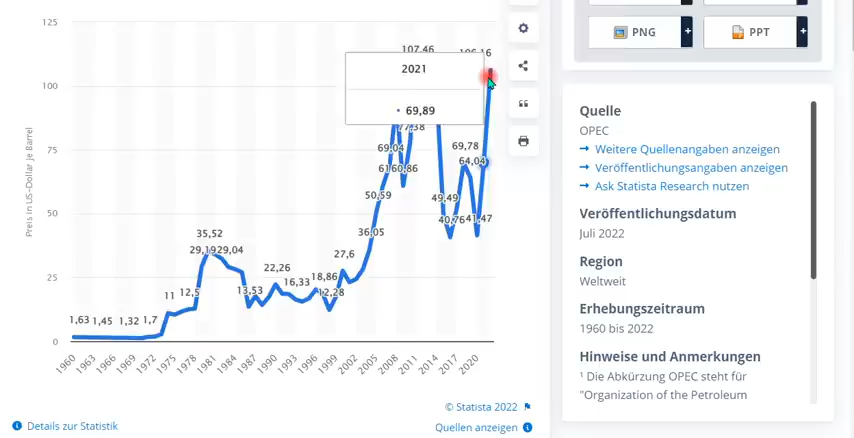 125
107,46
106,16
2021
100
69,89
77,38
Preis in US-Dollar je Barrel
75
69,04
69,78
60,86
64,04
50,59
49,49
50
40,76
41,47
36,05
35,52
29,19
29,04
27,6
22,26
25
18,86
16,33
13,53
12,28
11
12,5
1,63
1,45
1,32
1,7
0
1960
1963
1966
1969
1972
1975
1978
1981
1984
1987
1990
1993
1996
1999
2002
2005
2008
2011
2014
2017
2020
© Statista 2022
Details zur Statistik
Quellen anzeigen
PNG
+
PPT
+
Quelle
OPEC
Weitere Quellenangaben anzeigen
Veröffentlichungsangaben anzeigen
Ask Statista Research nutzen
Veröffentlichungsdatum
Juli 2022
Region
Weltweit
Erhebungszeitraum
1960 bis 2022
Hinweise und Anmerkungen
¹ Die Abkürzung OPEC steht für
"Organization of the Petroleum